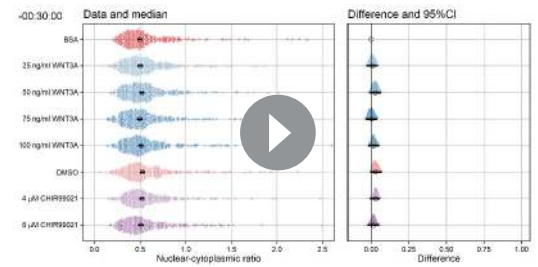 -00:30:00
Data and median
Difference and 95%CI
BSA
25 ng/ml WNT3A
50 ng/ml WNT3A
75 ng/ml WNT3A
100 ng/ml WNT3A
DMSO
4 µM CHIR99021
8 µM CHIR99021
0.0 0.5 1.0 1.5 2.0 2.5
0.00 0.25 0.50 0.75 1.00
Nuclear-cytoplasmic ratio
Difference